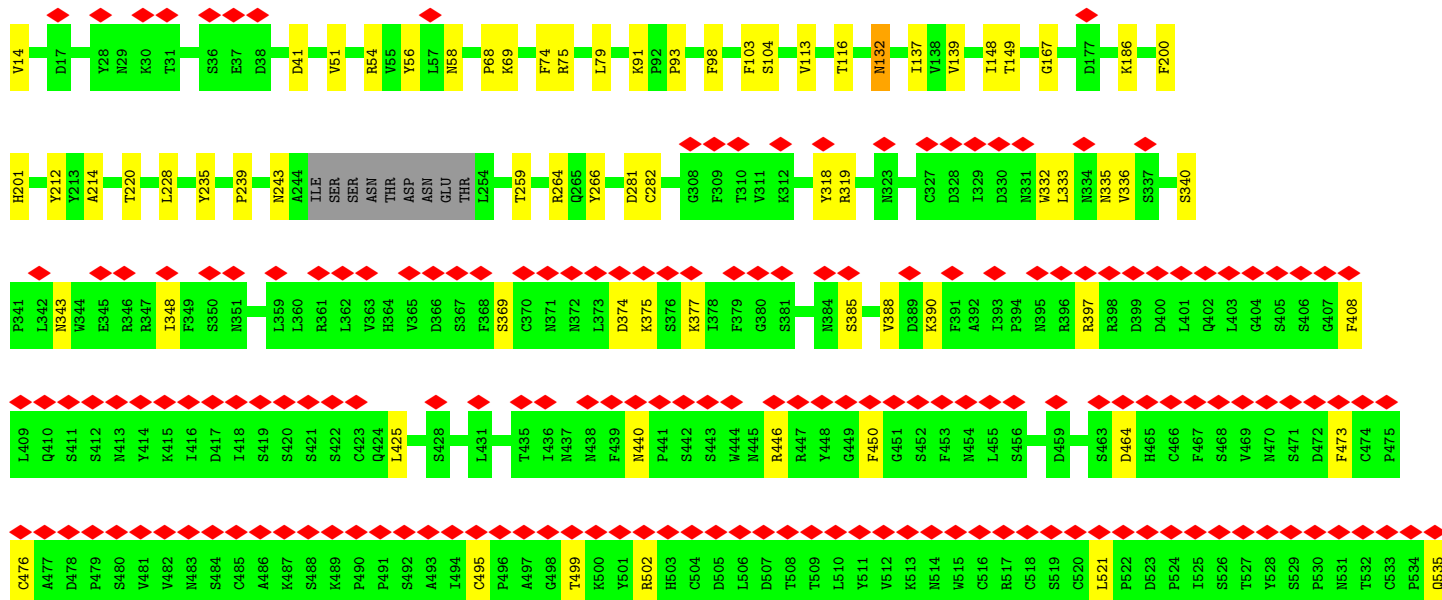 V14 D17 Y28 N29 K30 T31 S36 E37 D38 D41 V51 R54 V55 Y56 L57 N58 P68 K69 F74 R75 L79 K91 P92 P93 F98 F103 S104 V113 T116 N132 I137 V138 V139 I148 T149 G167 D177 K186 F200
H201 Y212 Y213 A214 T220 L228 Y235 P239 N243 A244 ILE SER SER ASN THR ASP ASN GLU THR L254 T259 R264 Q265 Y266 D281 C282 G308 F309 T310 V311 K312 Y318 R319 N323 C327 D328 I329 D330 N331 W332 L333 N334 N335 V336 S337 S340
P341 L342 N343 W344 E345 R346 R347 I348 F349 S350 N351 L359 L360 R361 L362 V363 H364 V365 D366 S367 F368 S369 C370 N371 N372 L373 D374 K375 S376 K377 I378 F379 G380 S381 N384 S385 V388 D389 K390 F391 A392 I393 P394 N395 R396 R397 R398 D399 D400 L401 Q402 L403 G404 S405 S406 G407 F408
L409 Q410 S411 S412 N413 Y414 K415 I416 D417 I418 S419 S420 S421 S422 C423 Q424 L425 S428 L431 T435 I436 N437 N438 F439 N440 P441 S442 S443 W444 N445 R446 R447 Y448 G449 F450 G451 S452 F453 N454 L455 S456 D459 S463 D464 H465 C466 F467 S468 V469 N470 S471 D472 F473 C474 P475
C476 A477 D478 P479 S480 V481 V482 N483 S484 C485 A486 K487 S488 K489 P490 P491 S492 A493 I494 C495 P496 A497 G498 T499 K500 Y501 R502 H503 C504 D505 L506 D507 T508 T509 L510 Y511 V512 K513 N514 W515 C516 R517 C518 S519 C520 L521 P522 D523 P524 I525 S526 T527 Y528 S529 P530 N531 T532 C533 P534 Q535